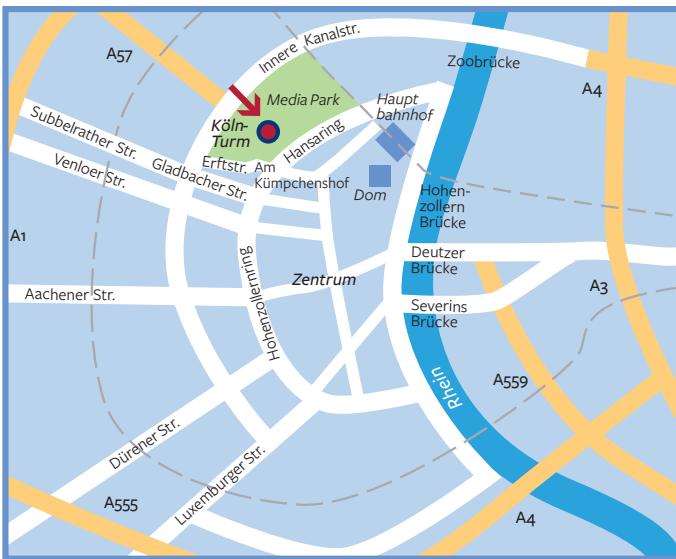 A57
Innere Kanalstr.
Zoobrücke
A4
Media Park
Haupt
bahnhof
Köln-
Turm
Hansaring
Subbelrather Str.
Venloer Str.
Gladbacher Str.
Erftstr.
Am
Kümpchenshof
Dom
Hohen-
zollern
Brücke
A1
Deutzer
Brücke
Zentrum
Hohenzollernring
Aachener Str.
A3
Severins
Brücke
Rhein
A559
Dürener Str.
Luxemburger Str.
A555
A4